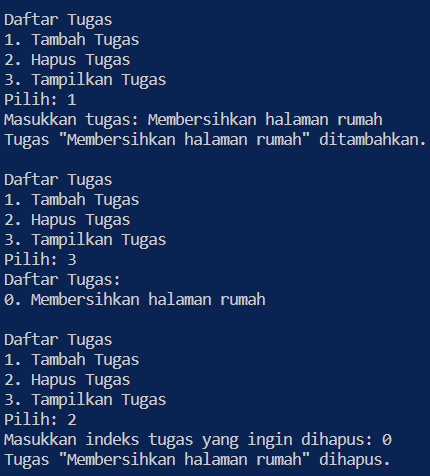 Daftar Tugas
1. Tambah Tugas
2. Hapus Tugas
3. Tampilkan Tugas
Pilih: 1
Masukkan tugas: Membersihkan halaman rumah
Tugas "Membersihkan halaman rumah" ditambahkan.

Daftar Tugas
1. Tambah Tugas
2. Hapus Tugas
3. Tampilkan Tugas
Pilih: 3
Daftar Tugas:
0. Membersihkan halaman rumah

Daftar Tugas
1. Tambah Tugas
2. Hapus Tugas
3. Tampilkan Tugas
Pilih: 2
Masukkan indeks tugas yang ingin dihapus: 0
Tugas "Membersihkan halaman rumah" dihapus.